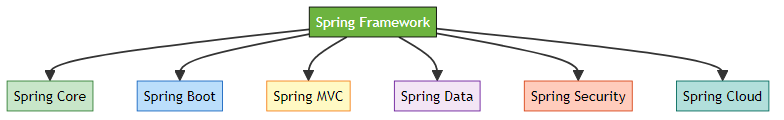 Spring Framework
Spring Core
Spring Boot
Spring MVC
Spring Data
Spring Security
Spring Cloud